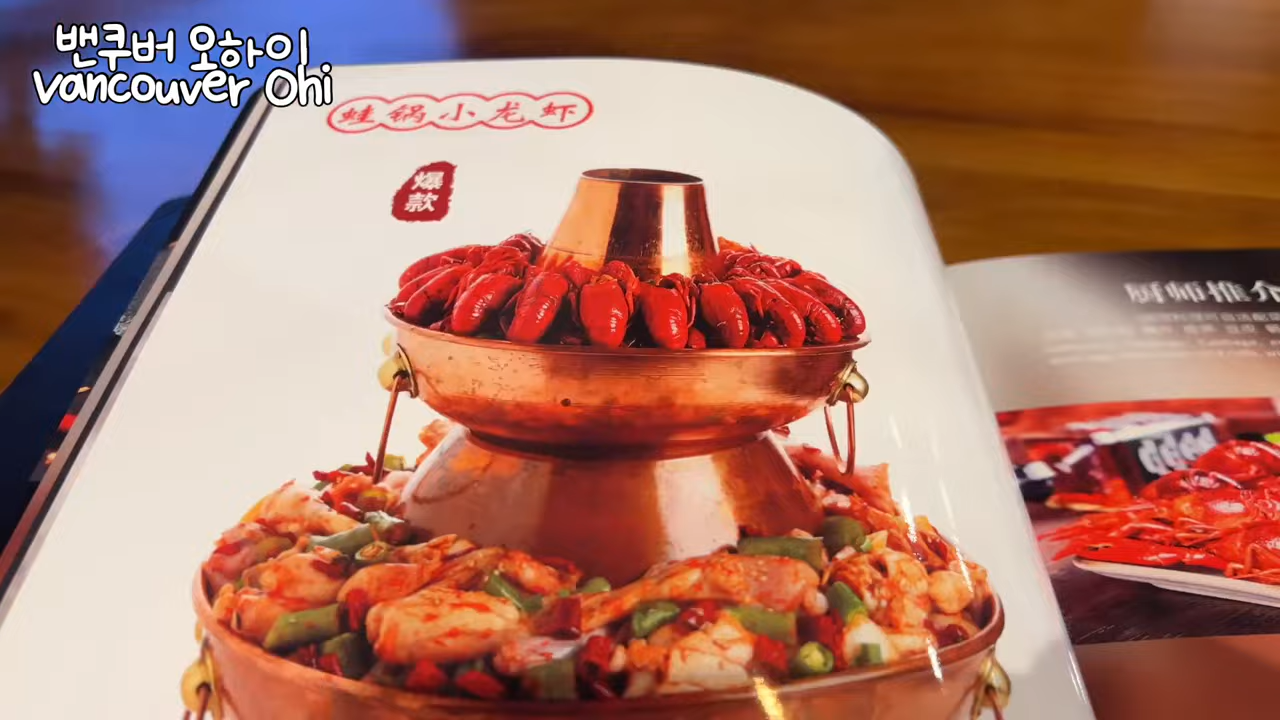 밴쿠버 오하이
vancouver Ohi
蛙锅小龙虾
爆
款
厨师推介